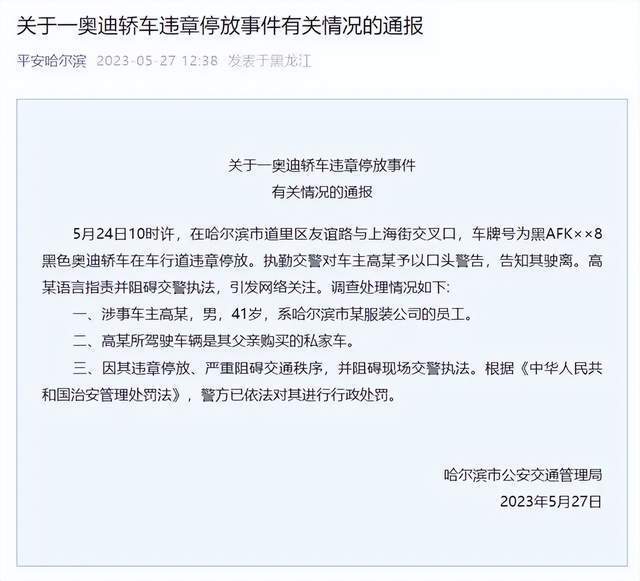 关于一奥迪轿车违章停放事件有关情况的通报
平安哈尔滨 2023-05-27 12:38 发表于黑龙江
关于一奥迪轿车违章停放事件
有关情况的通报
5月24日10时许，在哈尔滨市道里区友谊路与上海街交叉口，车牌号为黑AFK××8
黑色奥迪轿车在车行道违章停放。执勤交警对车主高某予以口头警告，告知其驶离。高
某语言指责并阻碍交警执法，引发网络关注。调查处理情况如下：
一、涉事车主高某，男，41岁，系哈尔滨市某服装公司的员工。
二、高某所驾驶车辆是其父亲购买的私家车。
三、因其违章停放、严重阻碍交通秩序，并阻碍现场交警执法。根据《中华人民共
和国治安管理处罚法》，警方已依法对其进行行政处罚。
哈尔滨市公安交通管理局
2023年5月27日